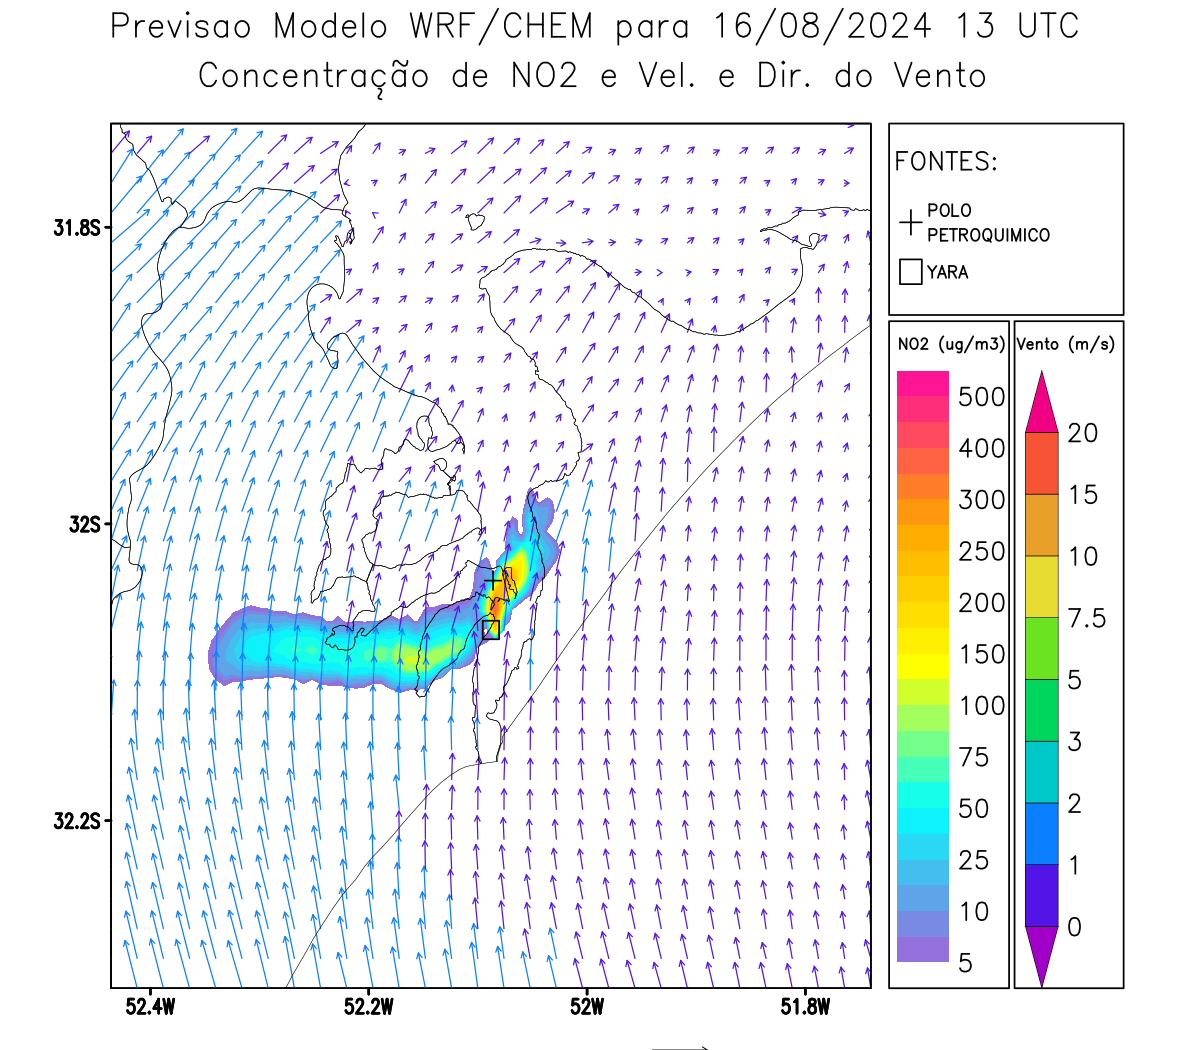 Previsao Modelo WRF/CHEM para 16/08/2024 13 UTC
Concentração de NO2 e Vel. e Dir. do Vento
FONTES:
POLO
PETROQUIMICO
YARA
NO2 (ug/m3)
500
400
300
250
200
150
100
75
50
25
10
5
Vento (m/s)
20
15
10
7.5
5
3
2
1
0
31.8S
32S
32.2S
52.4W
52.2W
52W
51.8W